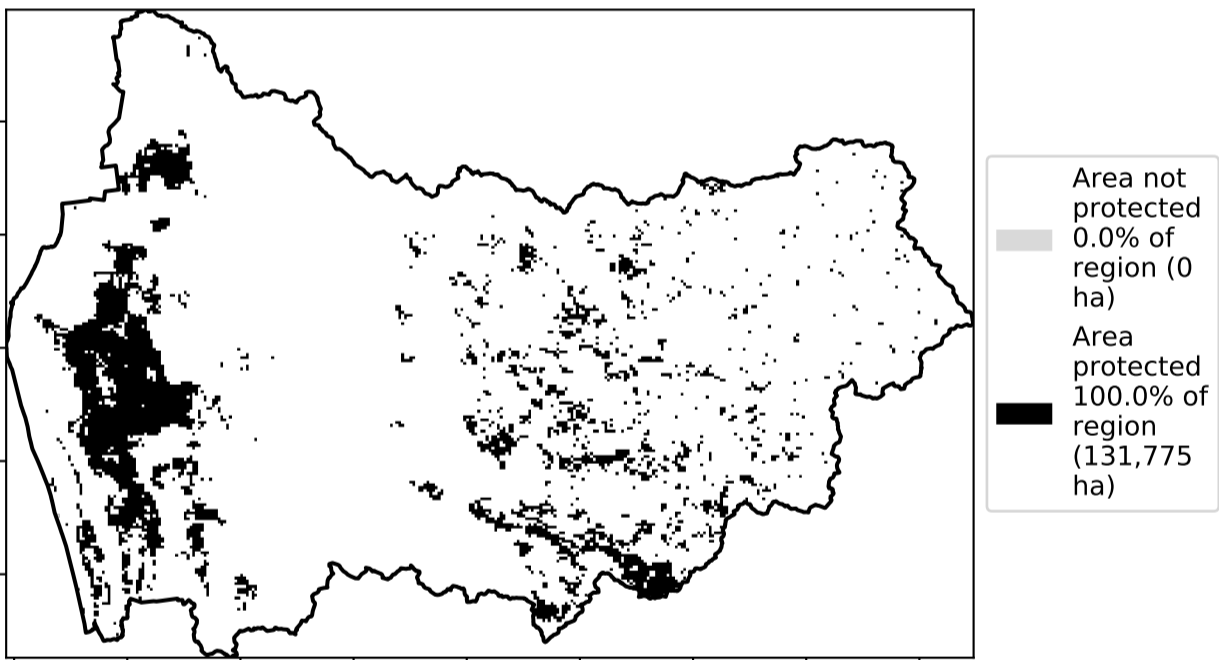 Area not
protected
0.0% of
region (0
ha)
Area
protected
100.0% of
region
(131,775
ha)